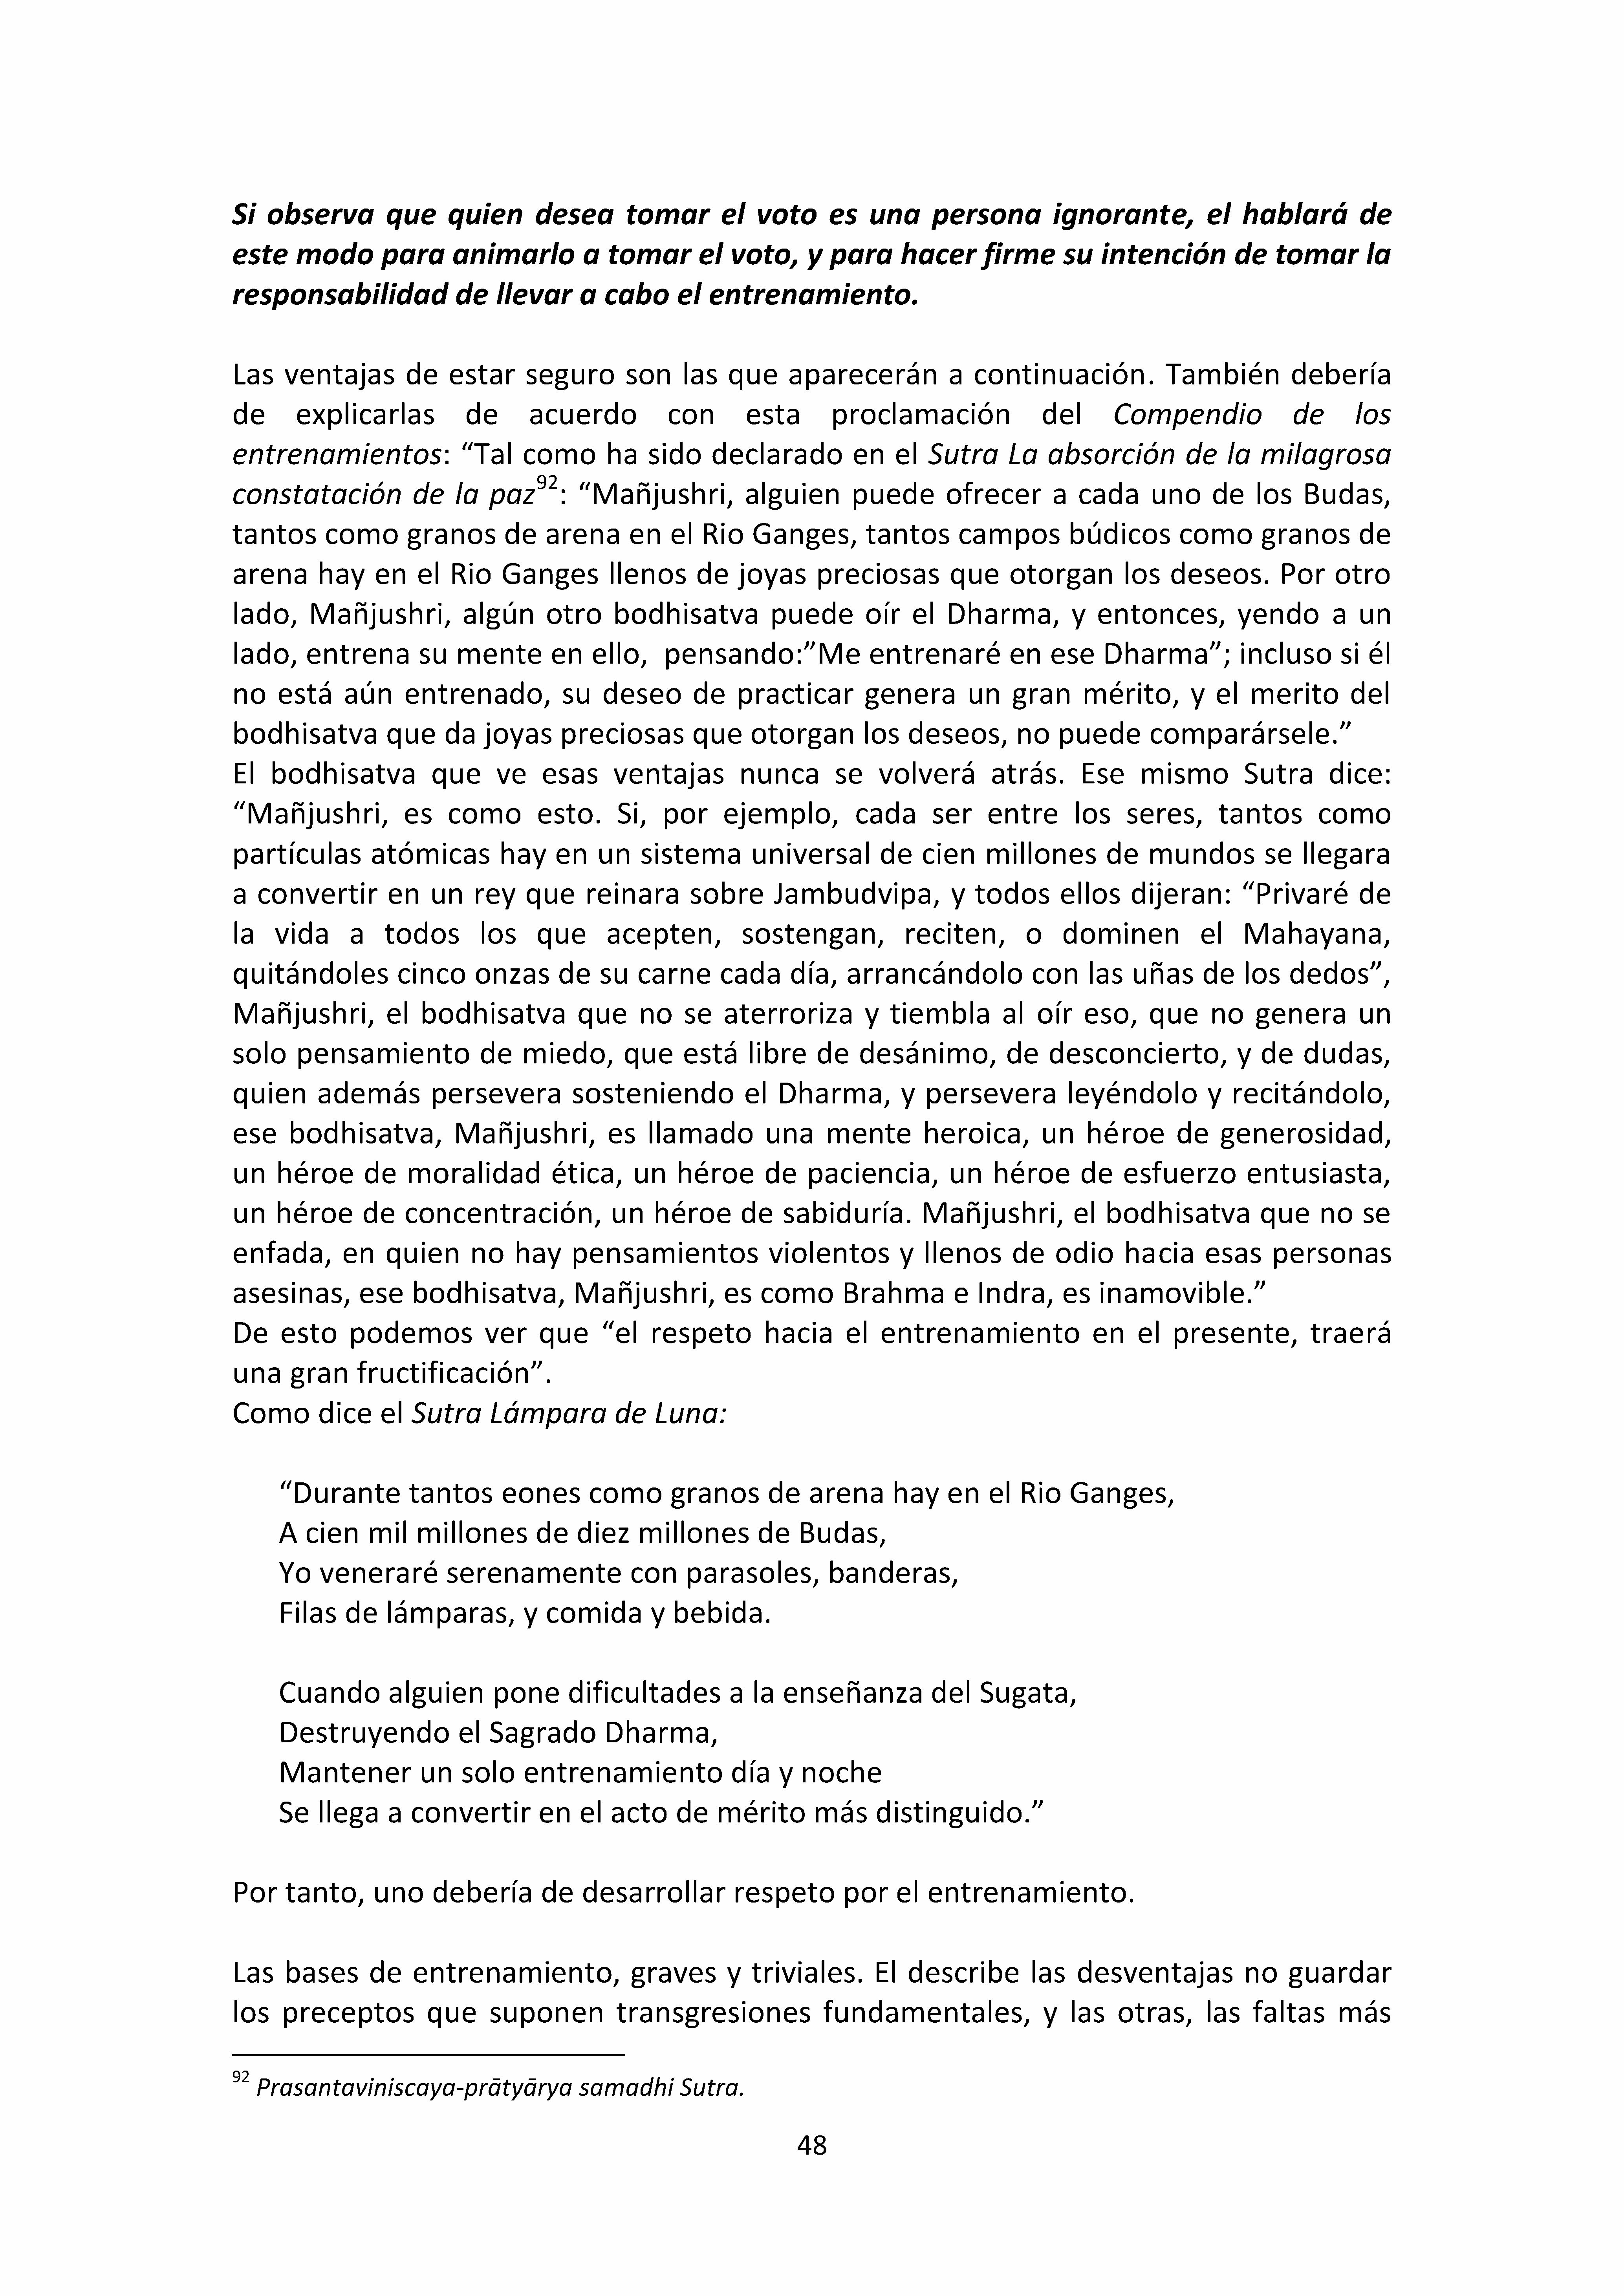 Si observa que quien desea tomar el voto es una persona ignorante, el hablará de
este modo para animarlo a tomar el voto, y para hacer firme su intención de tomar la
responsabilidad de llevar a cabo el entrenamiento.
Las ventajas de estar seguro son las que aparecerán a continuación. También debería
de explicarlas de acuerdo con esta proclamación del Compendio de los
entrenamientos: “Tal como ha sido declarado en el Sutra La absorción de la milagrosa
constatación de la paz92: “Mañjushri, alguien puede ofrecer a cada uno de los Budas,
tantos como granos de arena en el Rio Ganges, tantos campos búdicos como granos de
arena hay en el Rio Ganges llenos de joyas preciosas que otorgan los deseos. Por otro
lado, Mañjushri, algún otro bodhisatva puede oír el Dharma, y entonces, yendo a un
lado, entrena su mente en ello, pensando:”Me entrenaré en ese Dharma”; incluso si él
no está aún entrenado, su deseo de practicar genera un gran mérito, y el merito del
bodhisatva que da joyas preciosas que otorgan los deseos, no puede comparársele.”
El bodhisatva que ve esas ventajas nunca se volverá atrás. Ese mismo Sutra dice:
“Mañjushri, es como esto. Si, por ejemplo, cada ser entre los seres, tantos como
partículas atómicas hay en un sistema universal de cien millones de mundos se llegara
a convertir en un rey que reinara sobre Jambudvipa, y todos ellos dijeran: “Privaré de
la vida a todos los que acepten, sostengan, reciten, o dominen el Mahayana,
quitándoles cinco onzas de su carne cada día, arrancándolo con las uñas de los dedos”,
Mañjushri, el bodhisatva que no se aterroriza y tiembla al oír eso, que no genera un
solo pensamiento de miedo, que está libre de desánimo, de desconcierto, y de dudas,
quien además persevera sosteniendo el Dharma, y persevera leyéndolo y recitándolo,
ese bodhisatva, Mañjushri, es llamado una mente heroica, un héroe de generosidad,
un héroe de moralidad ética, un héroe de paciencia, un héroe de esfuerzo entusiasta,
un héroe de concentración, un héroe de sabiduría. Mañjushri, el bodhisatva que no se
enfada, en quien no hay pensamientos violentos y llenos de odio hacia esas personas
asesinas, ese bodhisatva, Mañjushri, es como Brahma e Indra, es inamovible.”
De esto podemos ver que “el respeto hacia el entrenamiento en el presente, traerá
una gran fructificación”.
Como dice el Sutra Lámpara de Luna:
“Durante tantos eones como granos de arena hay en el Rio Ganges,
A cien mil millones de diez millones de Budas,
Yo veneraré serenamente con parasoles, banderas,
Filas de lámparas, y comida y bebida.
Cuando alguien pone dificultades a la enseñanza del Sugata,
Destruyendo el Sagrado Dharma,
Mantener un solo entrenamiento día y noche
Se llega a convertir en el acto de mérito más distinguido.”
Por tanto, uno debería de desarrollar respeto por el entrenamiento.
Las bases de entrenamiento, graves y triviales. El describe las desventajas no guardar
los preceptos que suponen transgresiones fundamentales, y las otras, las faltas más
92 Prasantaviniscaya-prātyārya samadhi Sutra.
48